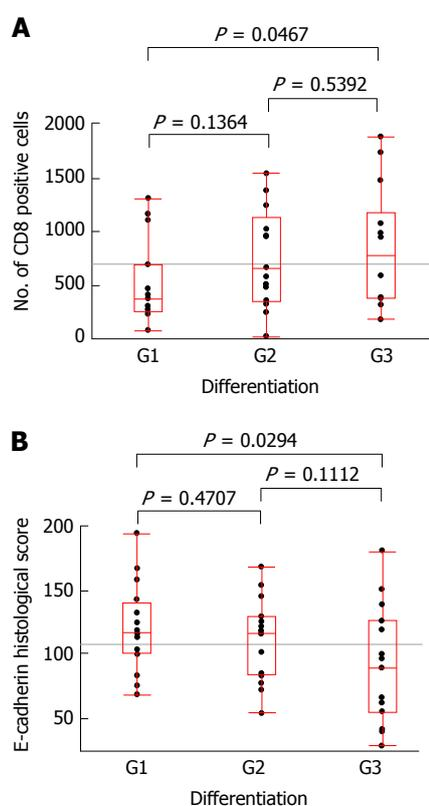 A
P = 0.0467
P = 0.5392
P = 0.1364
2000
1500
1000
500
0
No. of CD8 positive cells
G1 G2 G3
Differentiation
B
P = 0.0294
P = 0.1112
P = 0.4707
200
150
100
50
E-cadherin histological score
G1 G2 G3
Differentiation